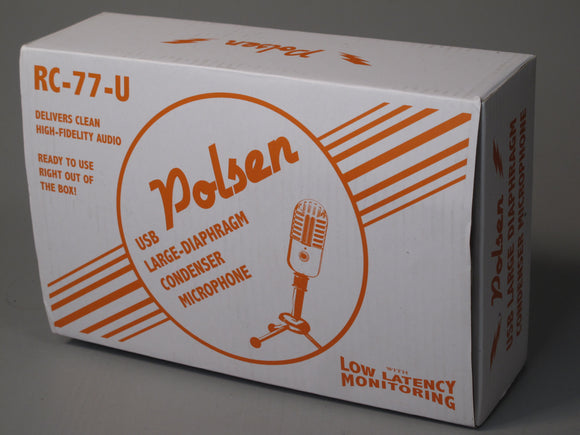 Polsen
RC-77-U
DELIVERS CLEAN
HIGH-FIDELITY AUDIO
READY TO USE
RIGHT OUT OF
THE BOX!
Polsen
USB
LARGE-DIAPHRAGM
CONDENSER
MICROPHONE
LOW LATENCY
WITH
MONITORING
Polsen
USB LARGE DIAPHRAGM
CONDENSER MICROPHONE